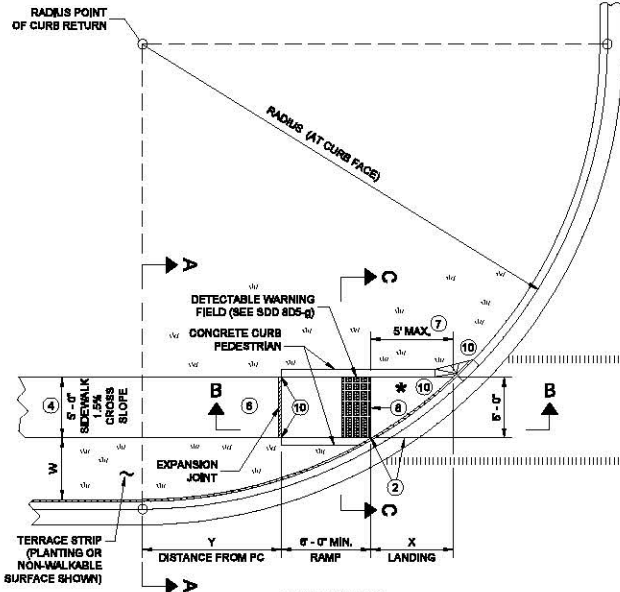 RADIUS POINT
OF CURB RETURN
RADIUS (AT CURB FACE)
A
C
DETECTABLE WARNING
FIELD (SEE SDD 8D5-g)
CONCRETE CURB
PEDESTRIAN
5' MAX.
7
10
4
5' - 0"
SIDEWALK
1.5%
CROSS
SLOPE
B
6
10
8
*
10
5' - 0"
B
W
EXPANSION
JOINT
2
C
TERRACE STRIP
(PLANTING OR
NON-WALKABLE
SURFACE SHOWN)
Y
DISTANCE FROM PC
6' - 0" MIN.
RAMP
X
LANDING
A